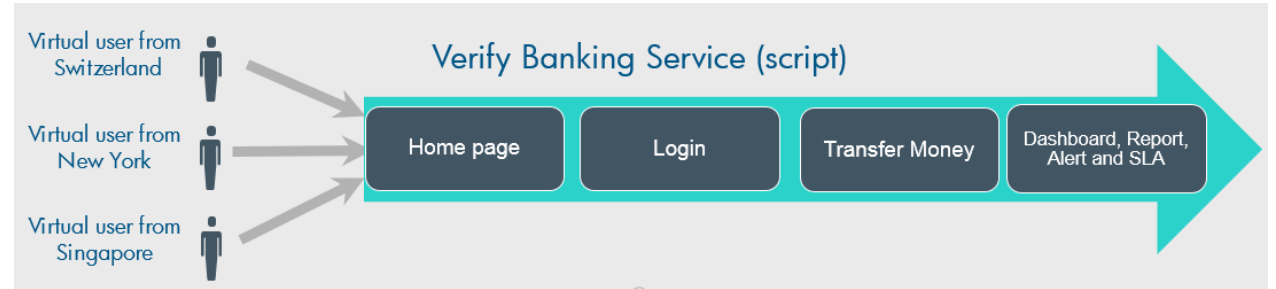 Virtual user from
Switzerland
Verify Banking Service (script)
Virtual user from
New York
Home page
Login
Transfer Money
Dashboard, Report,
Alert and SLA
Virtual user from
Singapore